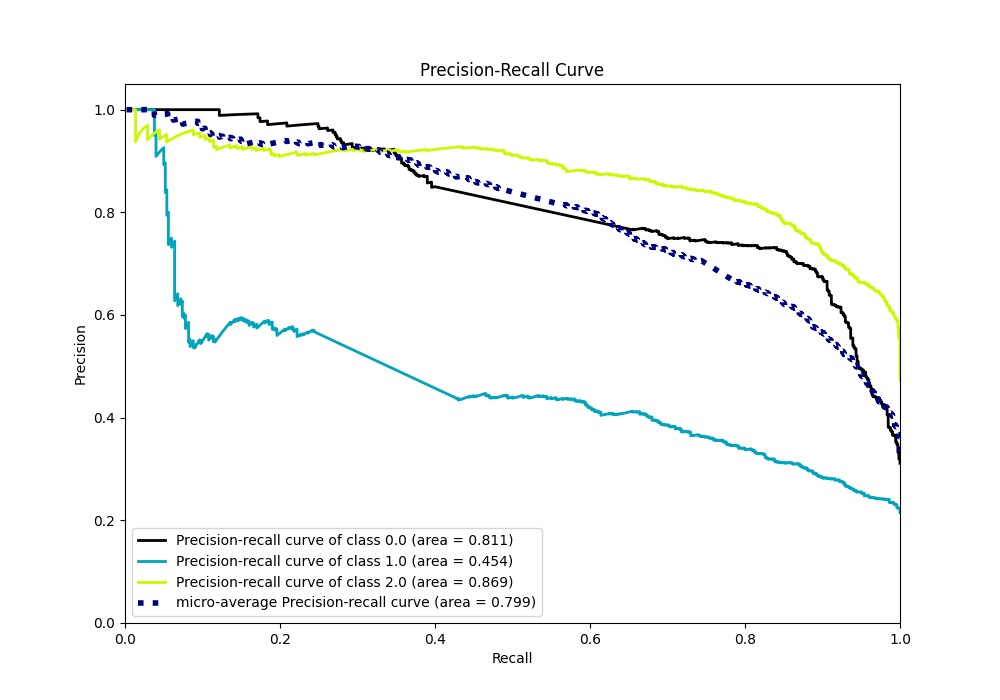 Precision-Recall Curve
1.0
0.8
0.6
0.4
0.2
0.0
Precision
Precision-recall curve of class 0.0 (area = 0.811)
Precision-recall curve of class 1.0 (area = 0.454)
Precision-recall curve of class 2.0 (area = 0.869)
micro-average Precision-recall curve (area = 0.799)
0.0 0.2 0.4 0.6 0.8 1.0
Recall